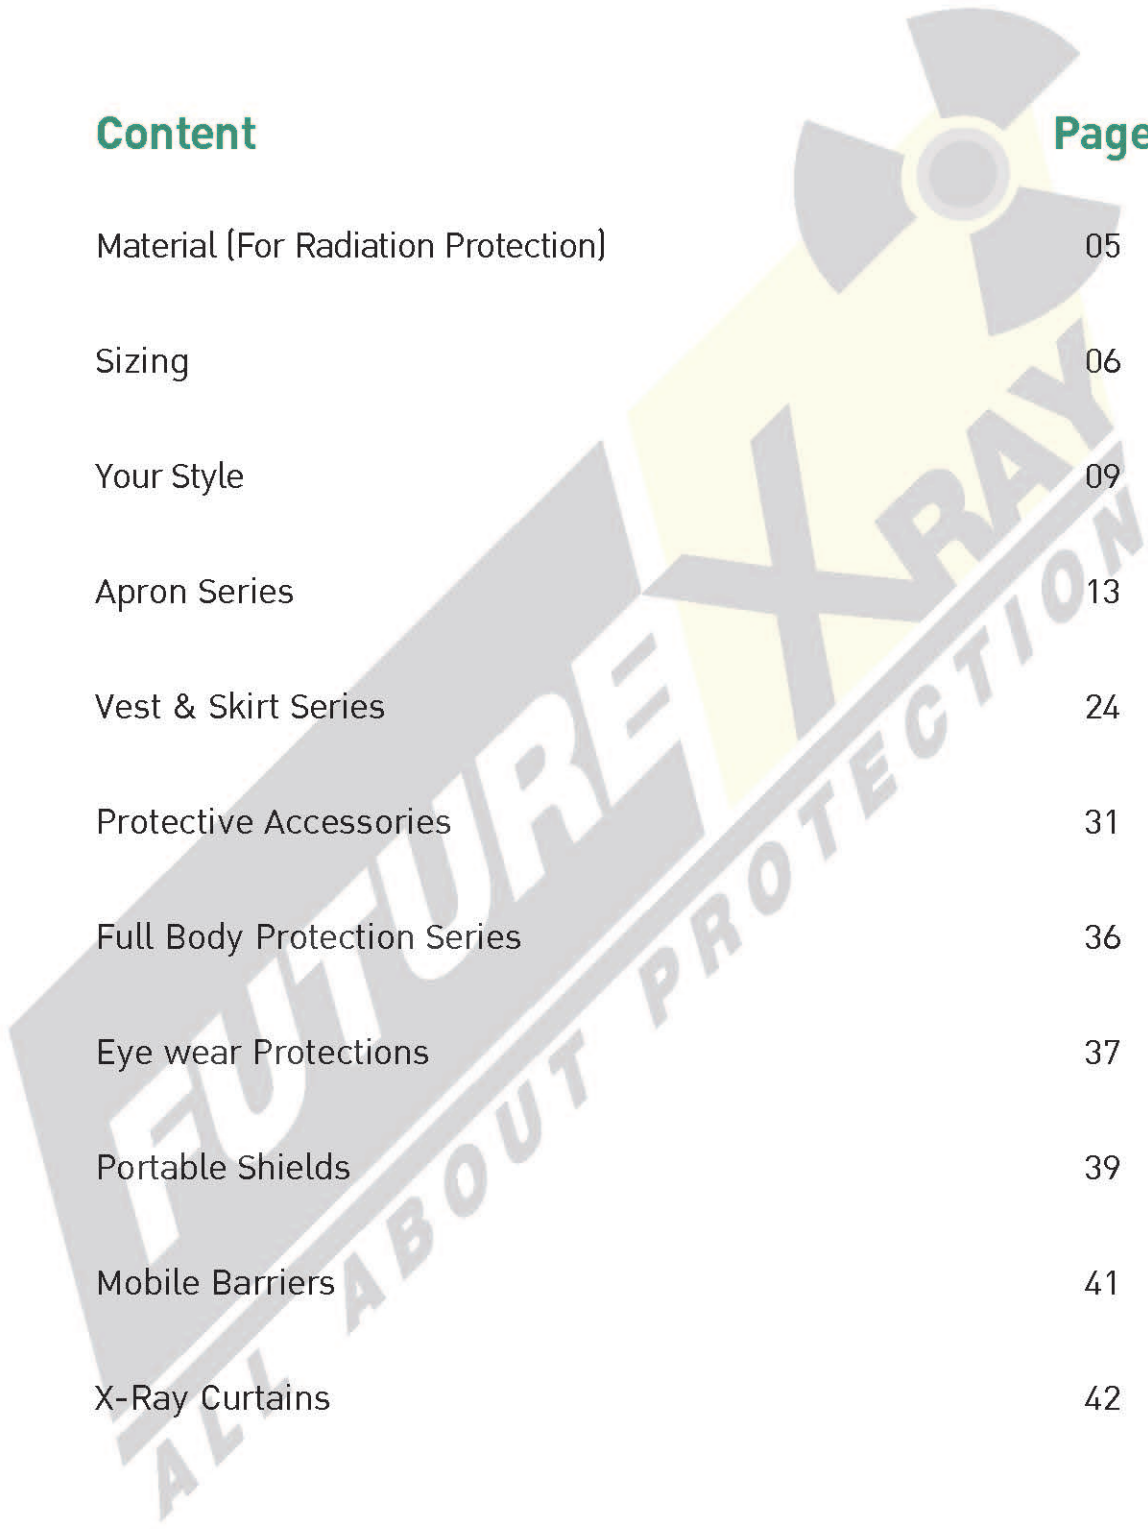 Content Page
Material (For Radiation Protection) 05
Sizing 06
Your Style 09
Apron Series 13
Vest & Skirt Series 24
Protective Accessories 31
Full Body Protection Series 36
Eye wear Protections 37
Portable Shields 39
Mobile Barriers 41
X-Ray Curtains 42
FUTURE X RAY
ALL ABOUT PROTECTION